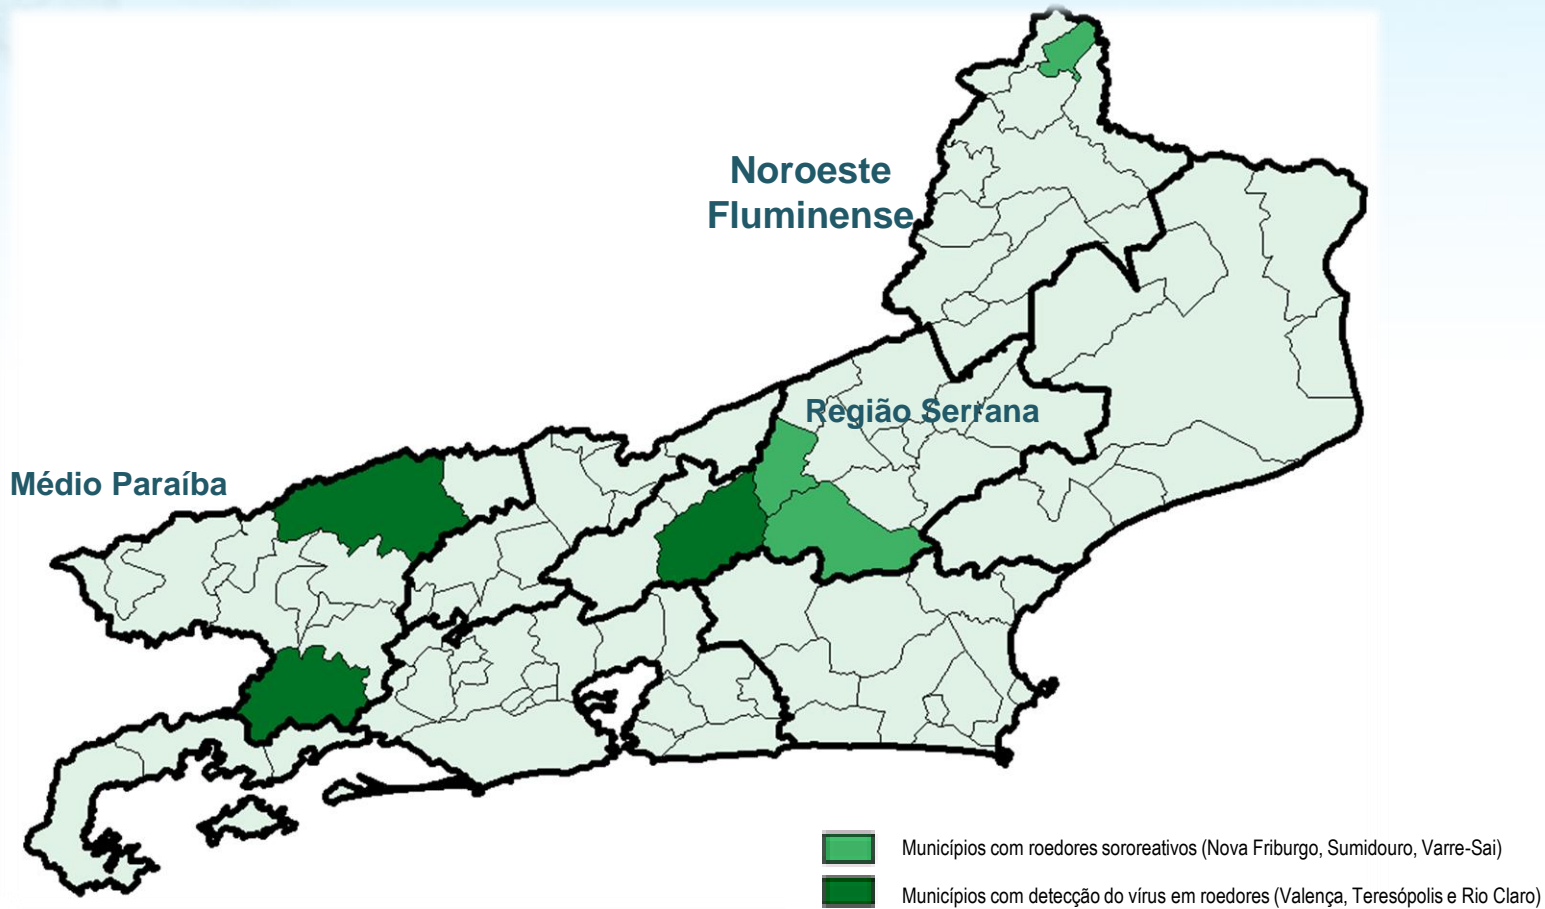 Noroeste
Fluminense
Região Serrana
Médio Paraíba
Municípios com roedores sororeativos (Nova Friburgo, Sumidouro, Varre-Sai)
Municípios com detecção do vírus em roedores (Valença, Teresópolis e Rio Claro)